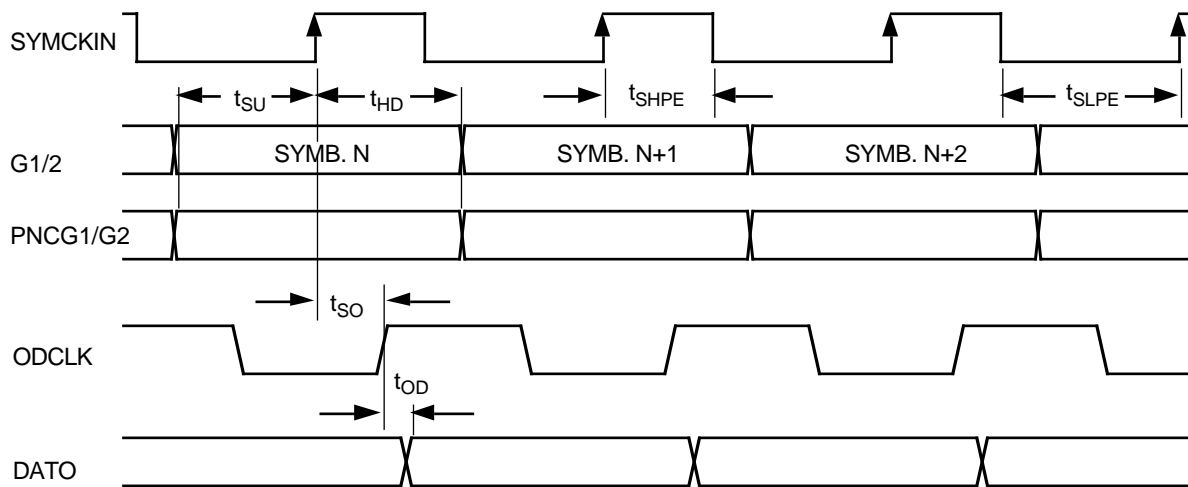 SYMCKIN
tSU
tHD
tSHPE
tSLPE
G1/2
SYMB. N
SYMB. N+1
SYMB. N+2
PNCG1/G2
tSO
ODCLK
tOD
DATO